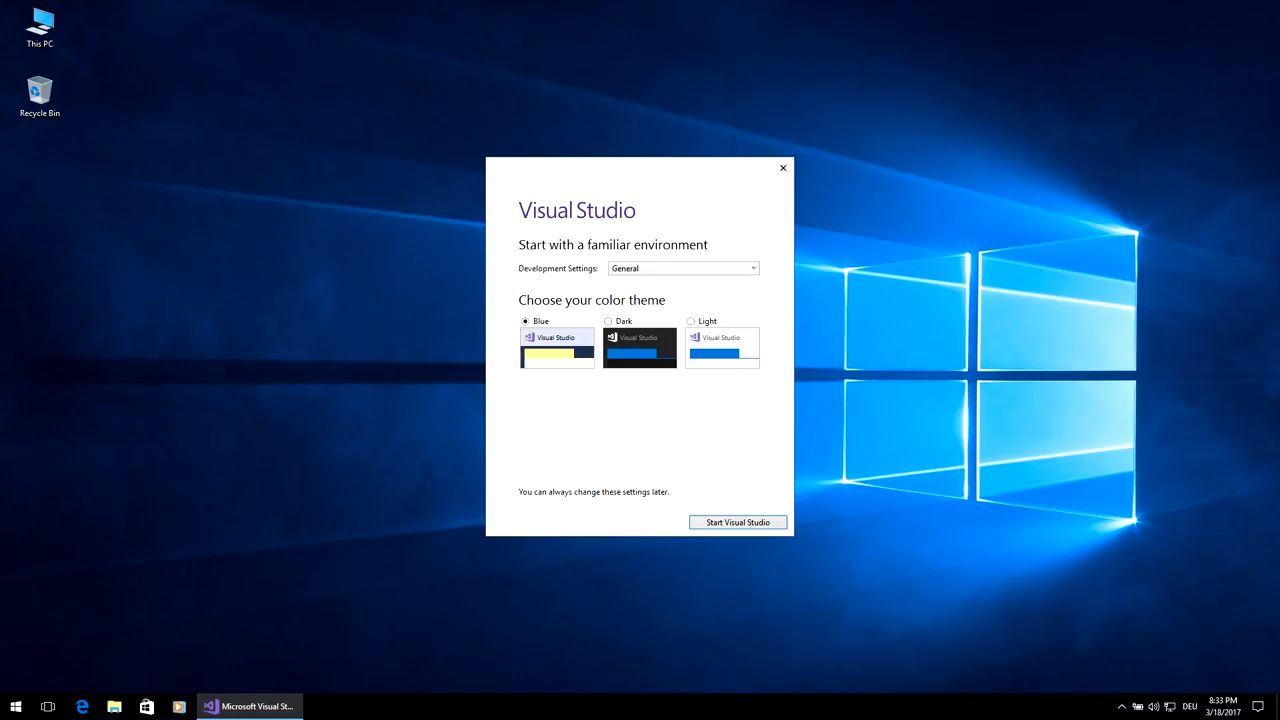 This PC
Recycle Bin
Visual Studio
Start with a familiar environment
Development Settings: General
Choose your color theme
Blue Dark Light
Visual Studio Visual Studio Visual Studio
You can always change these settings later.
Start Visual Studio
Microsoft Visual St...
DEU
8:33 PM
3/18/2017